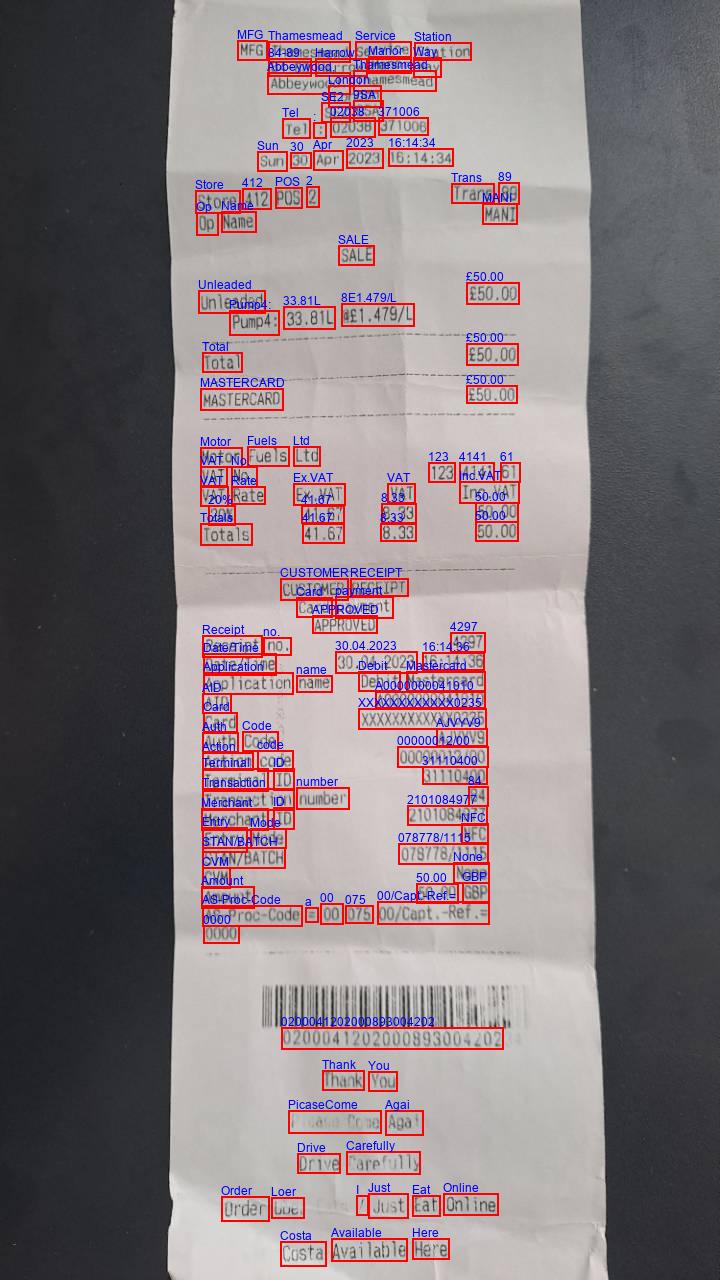 MFG Thamesmead Service Station
84-89 Harrow Manor Way
Abbeywood, Thamesmead
London
SE2 9SA
Tel : 02038 371006
Sun 30 Apr 2023 16:14:34
Store 412 POS 2 Trans 89
Op Name MANI
SALE
Unleaded £50.00
Pump4: 33.81L @£1.479/L
Total £50.00
MASTERCARD £50.00
Motor Fuels Ltd
VAT No. 123 4141 61
VAT Rate Ex.VAT VAT Inc.VAT
20% 41.67 8.33 50.00
Totals 41.67 8.33 50.00
CUSTOMER RECEIPT
Card payment
APPROVED
Receipt no. 4297
Date/Time 30.04.2023 16:14:36
Application name Debit Mastercard
AID A0000000041010
Card XXXXXXXXXXXX0235
Auth Code AJVYV9
Action code 00000012/00
Terminal ID 31110400
Transaction number 84
Merchant ID 2101084977
Entry Mode NFC
STAN/BATCH 078778/1115
CVM None
Amount 50.00 GBP
AS-Proc-Code = 00 075 00/Capt.-Ref.=
0000
0200041202000893004202
Thank You
Please Come Agai
Drive Carefully
Order Uber / Just Eat Online
Costa Available Here